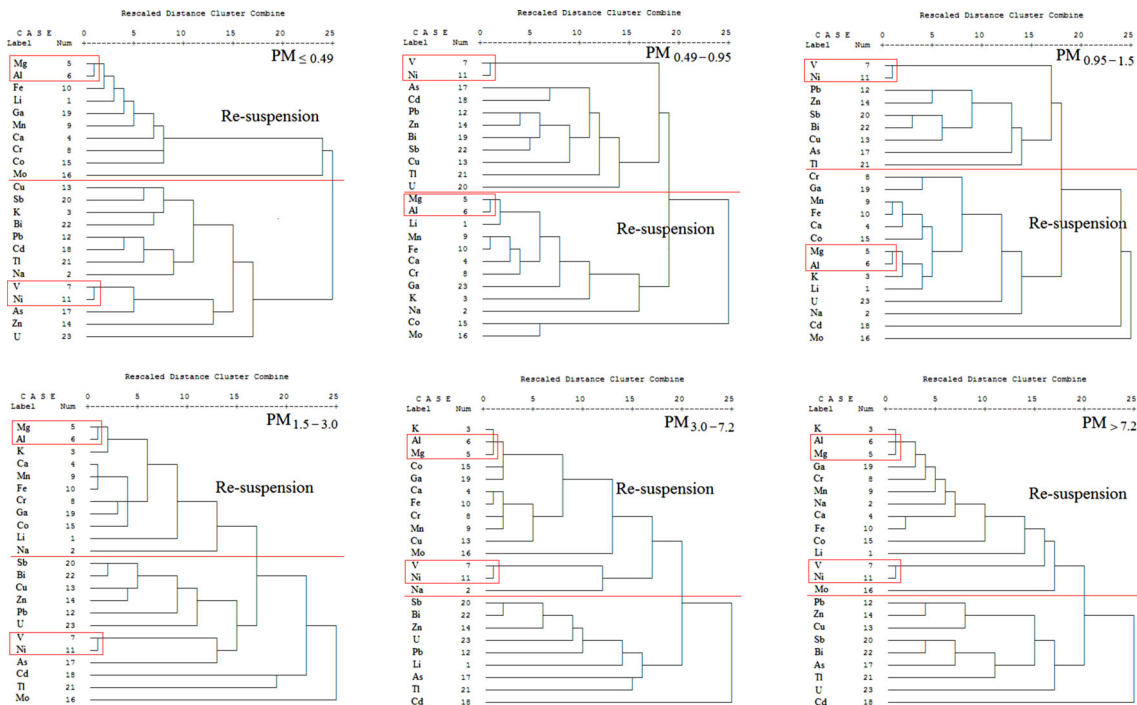 Rescaled Distance Cluster Combine
C A S E 0 5 10 15 20 25
Label Num
PM ≤ 0.49
Mg 5
Al 6
Fe 10
Li 1
Ga 19
Mn 9
Ca 4
Cr 8
Co 15
Mo 16
Re-suspension
Cu 13
Sb 20
K 3
Bi 22
Pb 12
Cd 18
Tl 21
Na 2
V 7
Ni 11
As 17
Zn 14
U 23
Rescaled Distance Cluster Combine
C A S E 0 5 10 15 20 25
Label Num
PM 0.49–0.95
V 7
Ni 11
As 17
Cd 18
Pb 12
Zn 14
Bi 19
Sb 22
Cu 13
Tl 21
U 20
Mg 5
Al 6
Li 1
Re-suspension
Mn 9
Fe 10
Ca 4
Cr 8
Ga 23
K 3
Na 2
Co 15
Mo 16
Rescaled Distance Cluster Combine
C A S E 0 5 10 15 20 25
Label Num
PM 0.95–1.5
V 7
Ni 11
Pb 12
Zn 14
Sb 20
Bi 22
Cu 13
As 17
Tl 21
Cr 8
Ga 19
Mn 9
Fe 10
Re-suspension
Ca 4
Co 15
Mg 5
Al 6
K 3
Li 1
U 23
Na 2
Cd 18
Mo 16
Rescaled Distance Cluster Combine
C A S E 0 5 10 15 20 25
Label Num
PM 1.5–3.0
Mg 5
Al 6
K 3
Ca 4
Mn 9
Re-suspension
Fe 10
Cr 8
Ga 19
Co 15
Li 1
Na 2
Sb 20
Bi 22
Cu 13
Zn 14
Pb 12
U 23
V 7
Ni 11
As 17
Cd 18
Tl 21
Mo 16
Rescaled Distance Cluster Combine
C A S E 0 5 10 15 20 25
Label Num
PM 3.0–7.2
K 3
Al 6
Mg 5
Co 15
Ga 19
Re-suspension
Ca 4
Fe 10
Cr 8
Mn 9
Cu 13
Mo 16
V 7
Ni 11
Na 2
Sb 20
Bi 22
Zn 14
U 23
Pb 12
Li 1
As 17
Tl 21
Cd 18
Rescaled Distance Cluster Combine
C A S E 0 5 10 15 20 25
Label Num
PM >7.2
K 3
Al 6
Mg 5
Ga 19
Cr 8
Re-suspension
Mn 9
Na 2
Ca 4
Fe 10
Co 15
Li 1
V 7
Ni 11
Mo 16
Pb 12
Zn 14
Cu 13
Sb 20
Bi 22
As 17
Tl 21
U 23
Cd 18